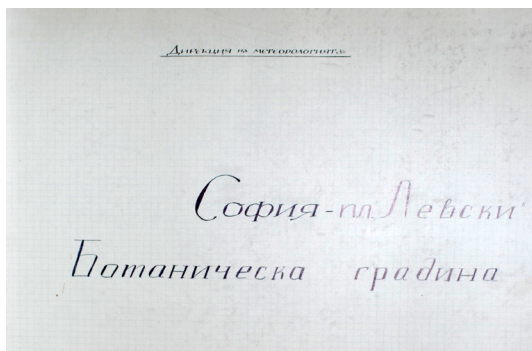 Дирекция на метеорологията
София - пл. Левски
Ботаническа градина